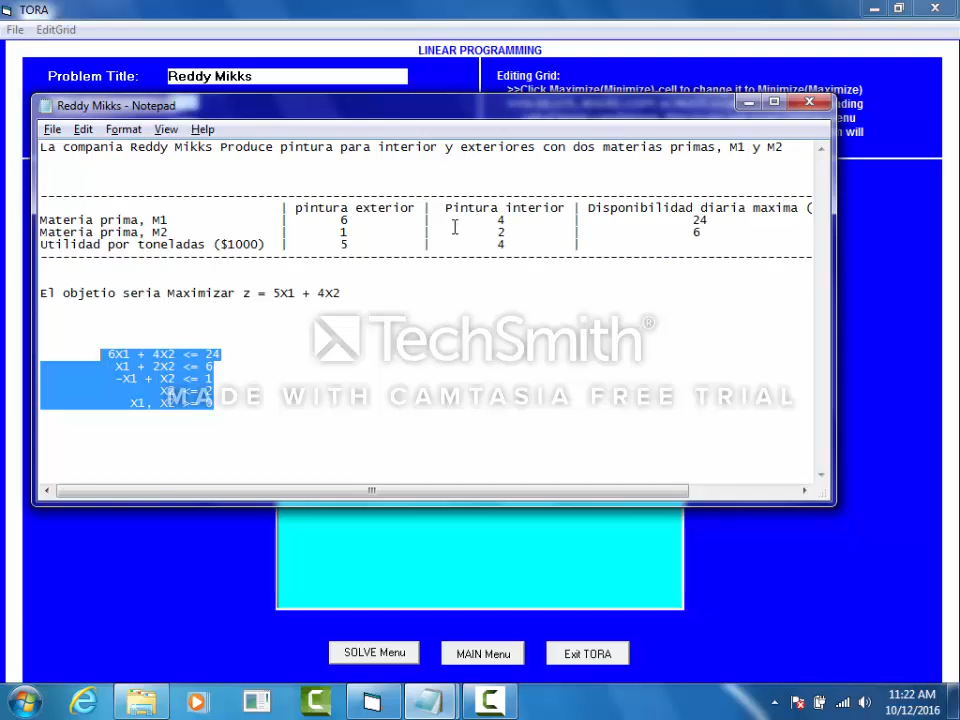 TORA
File EditGrid
LINEAR PROGRAMMING
Problem Title: Reddy Mikks
Editing Grid:
>>Click Maximize(Minimize)-cell to change it to Minimize(Maximize)
Reddy Mikks - Notepad
File Edit Format View Help
La compania Reddy Mikks Produce pintura para interior y exteriores con dos materias primas, M1 y M2
| pintura exterior | Pintura interior | Disponibilidad diaria maxima (
Materia prima, M1 | 6 | 4 | 24
Materia prima, M2 | 1 | 2 | 6
Utilidad por toneladas ($1000) | 5 | 4 |
El objetio seria Maximizar z = 5X1 + 4X2
6X1 + 4X2 <= 24
X1 + 2X2 <= 6
-X1 + X2 <= 1
X2 <= 2
X1, X2 >= 0
TechSmith®
MADE WITH CAMTASIA FREE TRIAL
SOLVE Menu MAIN Menu Exit TORA
11:22 AM
10/12/2016